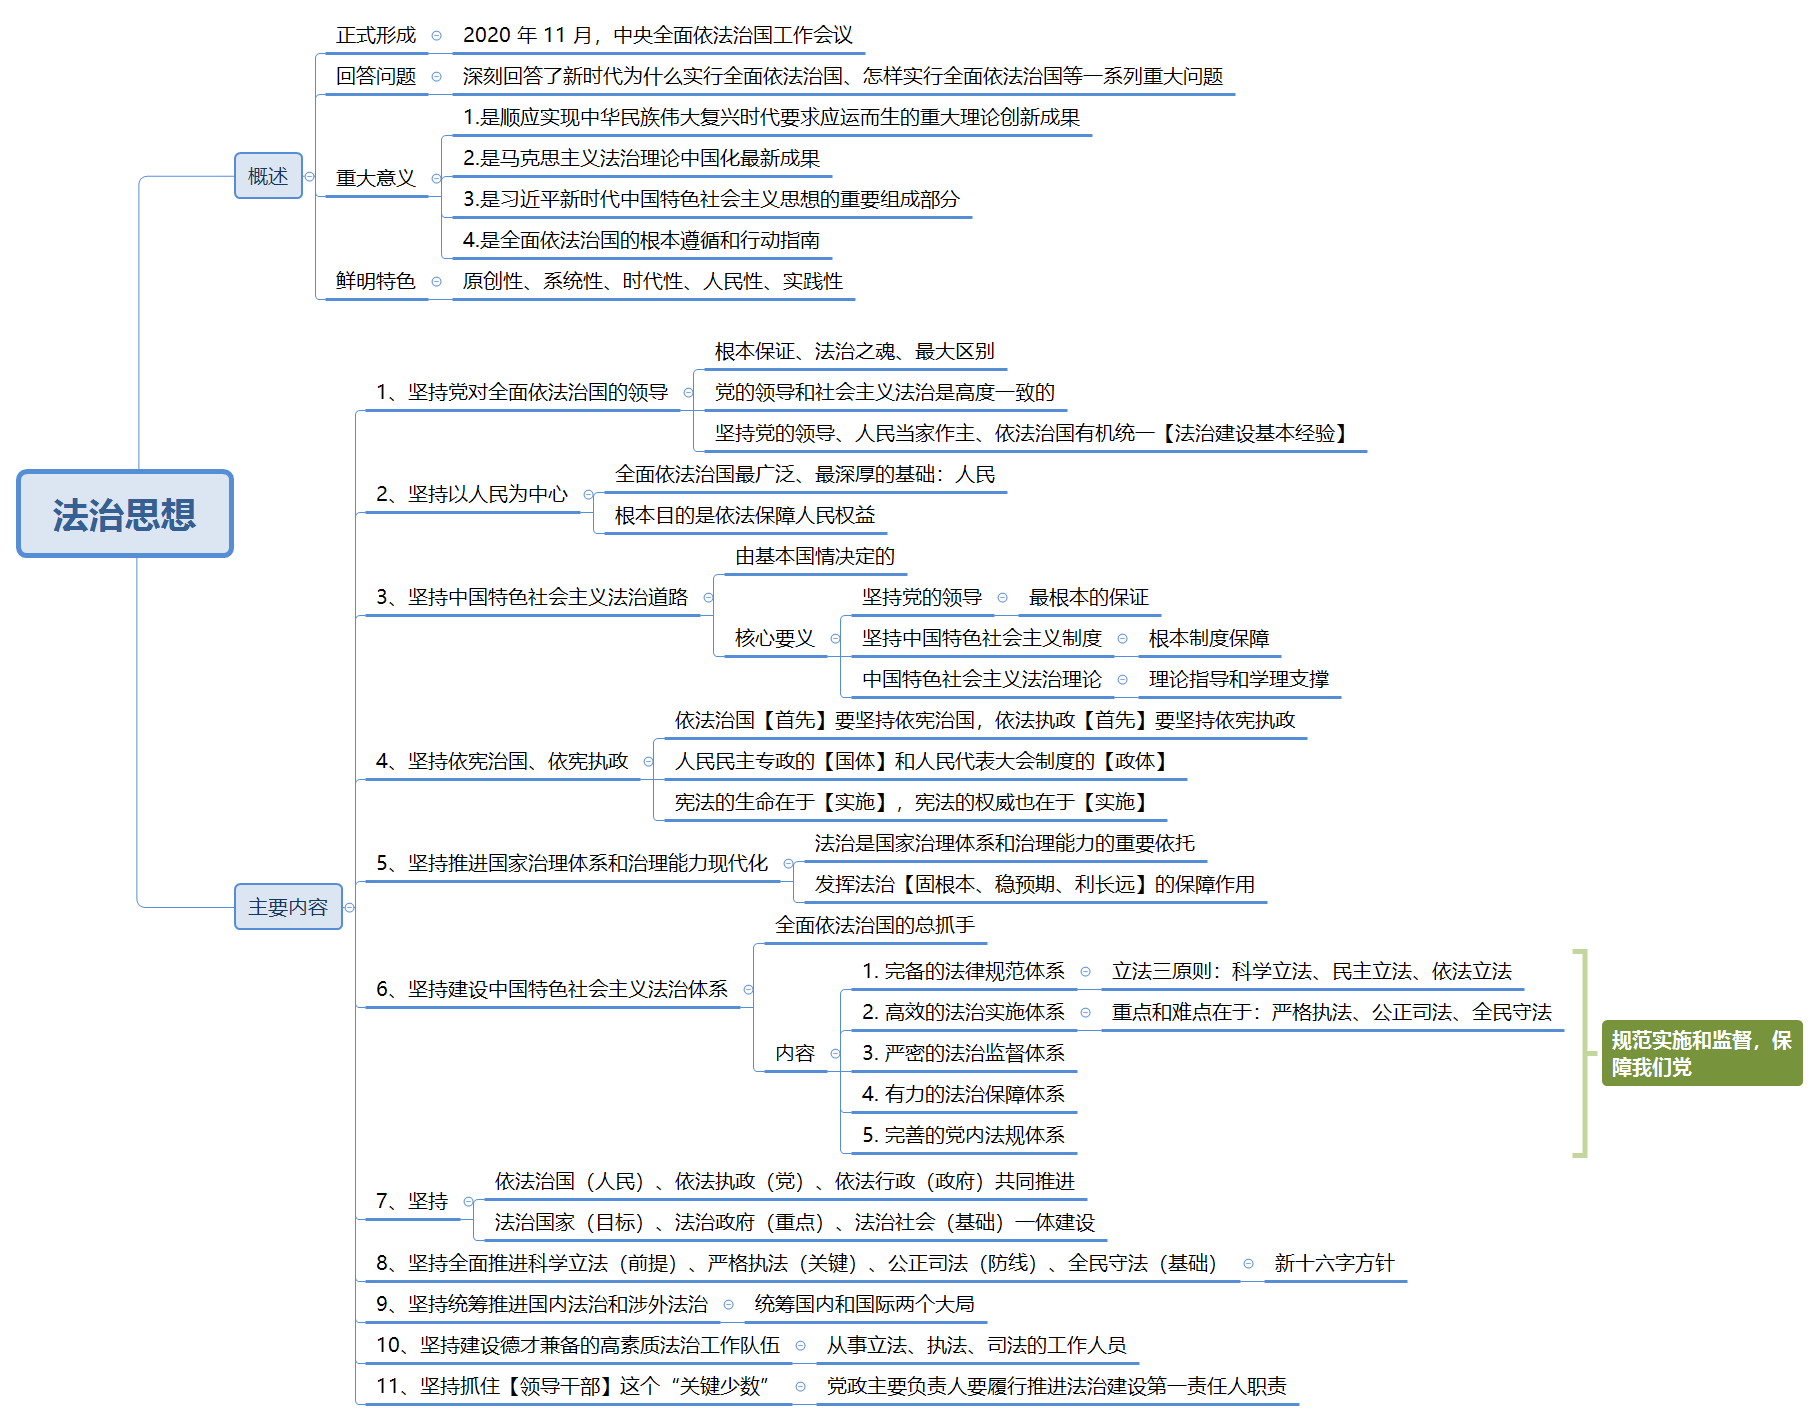 法治思想
概述
正式形成
2020 年 11 月，中央全面依法治国工作会议
回答问题
深刻回答了新时代为什么实行全面依法治国、怎样实行全面依法治国等一系列重大问题
重大意义
1.是顺应实现中华民族伟大复兴时代要求应运而生的重大理论创新成果
2.是马克思主义法治理论中国化最新成果
3.是习近平新时代中国特色社会主义思想的重要组成部分
4.是全面依法治国的根本遵循和行动指南
鲜明特色
原创性、系统性、时代性、人民性、实践性
主要内容
1、坚持党对全面依法治国的领导
根本保证、法治之魂、最大区别
党的领导和社会主义法治是高度一致的
坚持党的领导、人民当家作主、依法治国有机统一【法治建设基本经验】
2、坚持以人民为中心
全面依法治国最广泛、最深厚的基础：人民
根本目的是依法保障人民权益
3、坚持中国特色社会主义法治道路
由基本国情决定的
核心要义
坚持党的领导
最根本的保证
坚持中国特色社会主义制度
根本制度保障
中国特色社会主义法治理论
理论指导和学理支撑
4、坚持依宪治国、依宪执政
依法治国【首先】要坚持依宪治国，依法执政【首先】要坚持依宪执政
人民民主专政的【国体】和人民代表大会制度的【政体】
宪法的生命在于【实施】，宪法的权威也在于【实施】
5、坚持推进国家治理体系和治理能力现代化
法治是国家治理体系和治理能力的重要依托
发挥法治【固根本、稳预期、利长远】的保障作用
6、坚持建设中国特色社会主义法治体系
全面依法治国的总抓手
内容
1. 完备的法律规范体系
立法三原则：科学立法、民主立法、依法立法
2. 高效的法治实施体系
重点和难点在于：严格执法、公正司法、全民守法
3. 严密的法治监督体系
4. 有力的法治保障体系
5. 完善的党内法规体系
规范实施和监督，保
障我们党
7、坚持
依法治国（人民）、依法执政（党）、依法行政（政府）共同推进
法治国家（目标）、法治政府（重点）、法治社会（基础）一体建设
8、坚持全面推进科学立法（前提）、严格执法（关键）、公正司法（防线）、全民守法（基础）
新十六字方针
9、坚持统筹推进国内法治和涉外法治
统筹国内和国际两个大局
10、坚持建设德才兼备的高素质法治工作队伍
从事立法、执法、司法的工作人员
11、坚持抓住【领导干部】这个“关键少数”
党政主要负责人要履行推进法治建设第一责任人职责